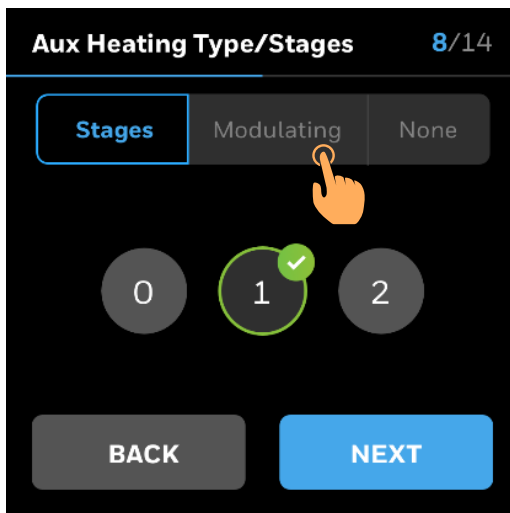 Aux Heating Type/Stages 8/14
Stages Modulating None
0 1 2
BACK NEXT